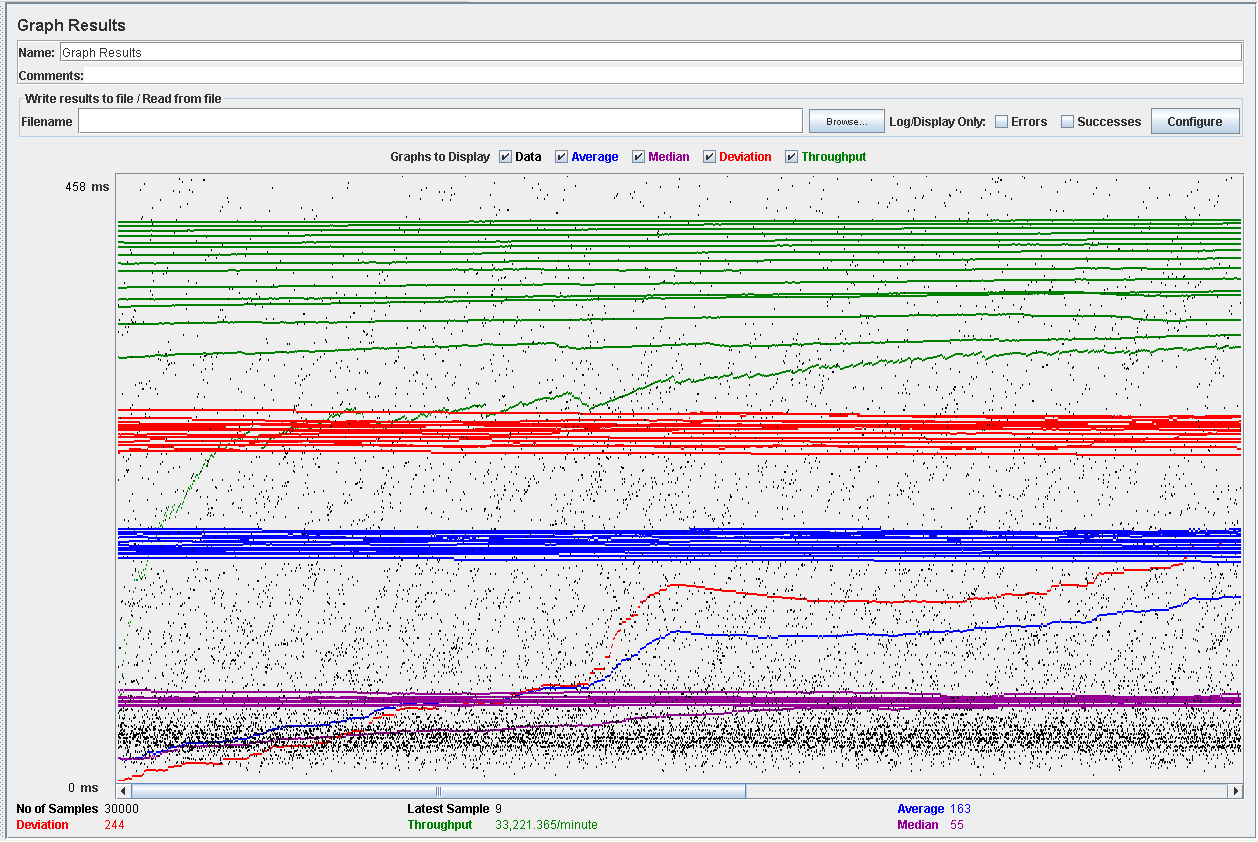 Graph Results
Name: Graph Results
Comments:
Write results to file / Read from file
Filename Browse... Log/Display Only: Errors Successes Configure
Graphs to Display Data Average Median Deviation Throughput
458 ms
0 ms
No of Samples 30000 Latest Sample 9 Average 163
Deviation 244 Throughput 33,221.365/minute Median 55